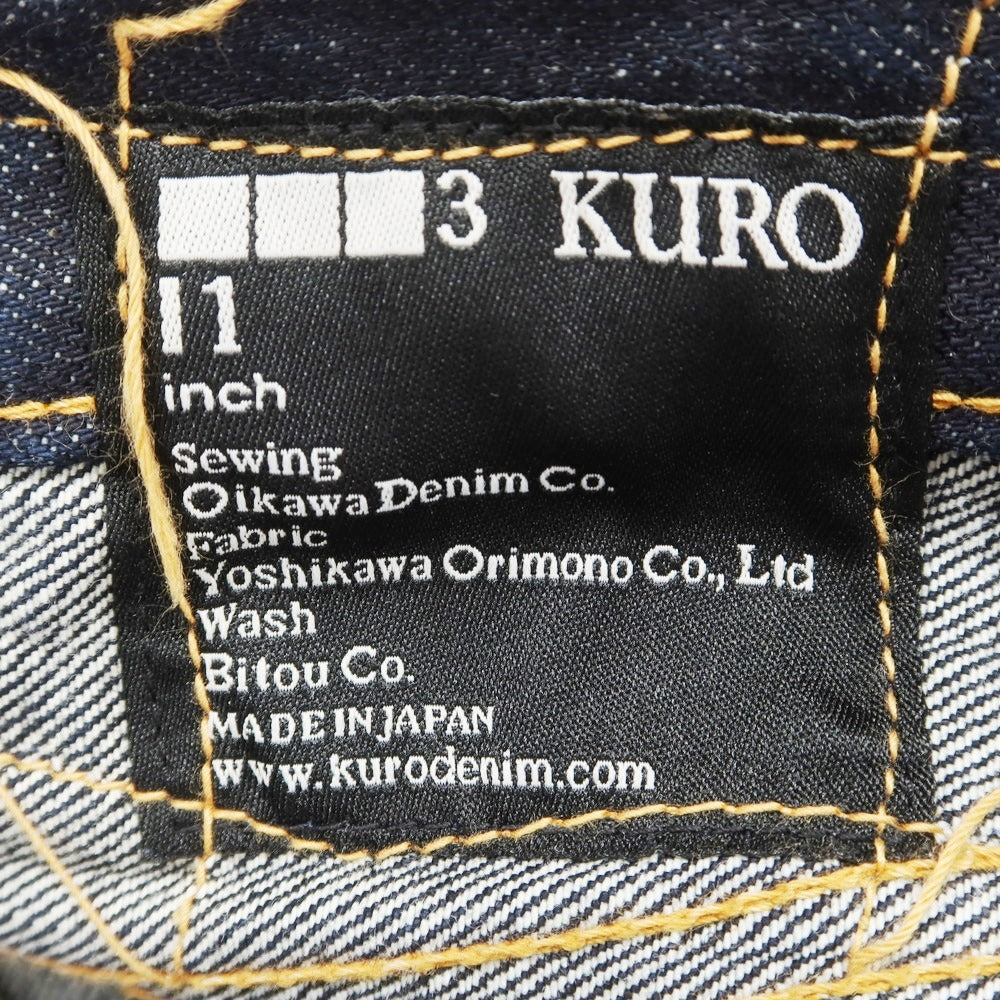 ■■■3 KURO
▌1
inch
Sewing
Oikawa Denim Co.
Fabric
Yoshikawa Orimono Co., Ltd
Wash
Bitou Co.
MADE IN JAPAN
www.kurodenim.com